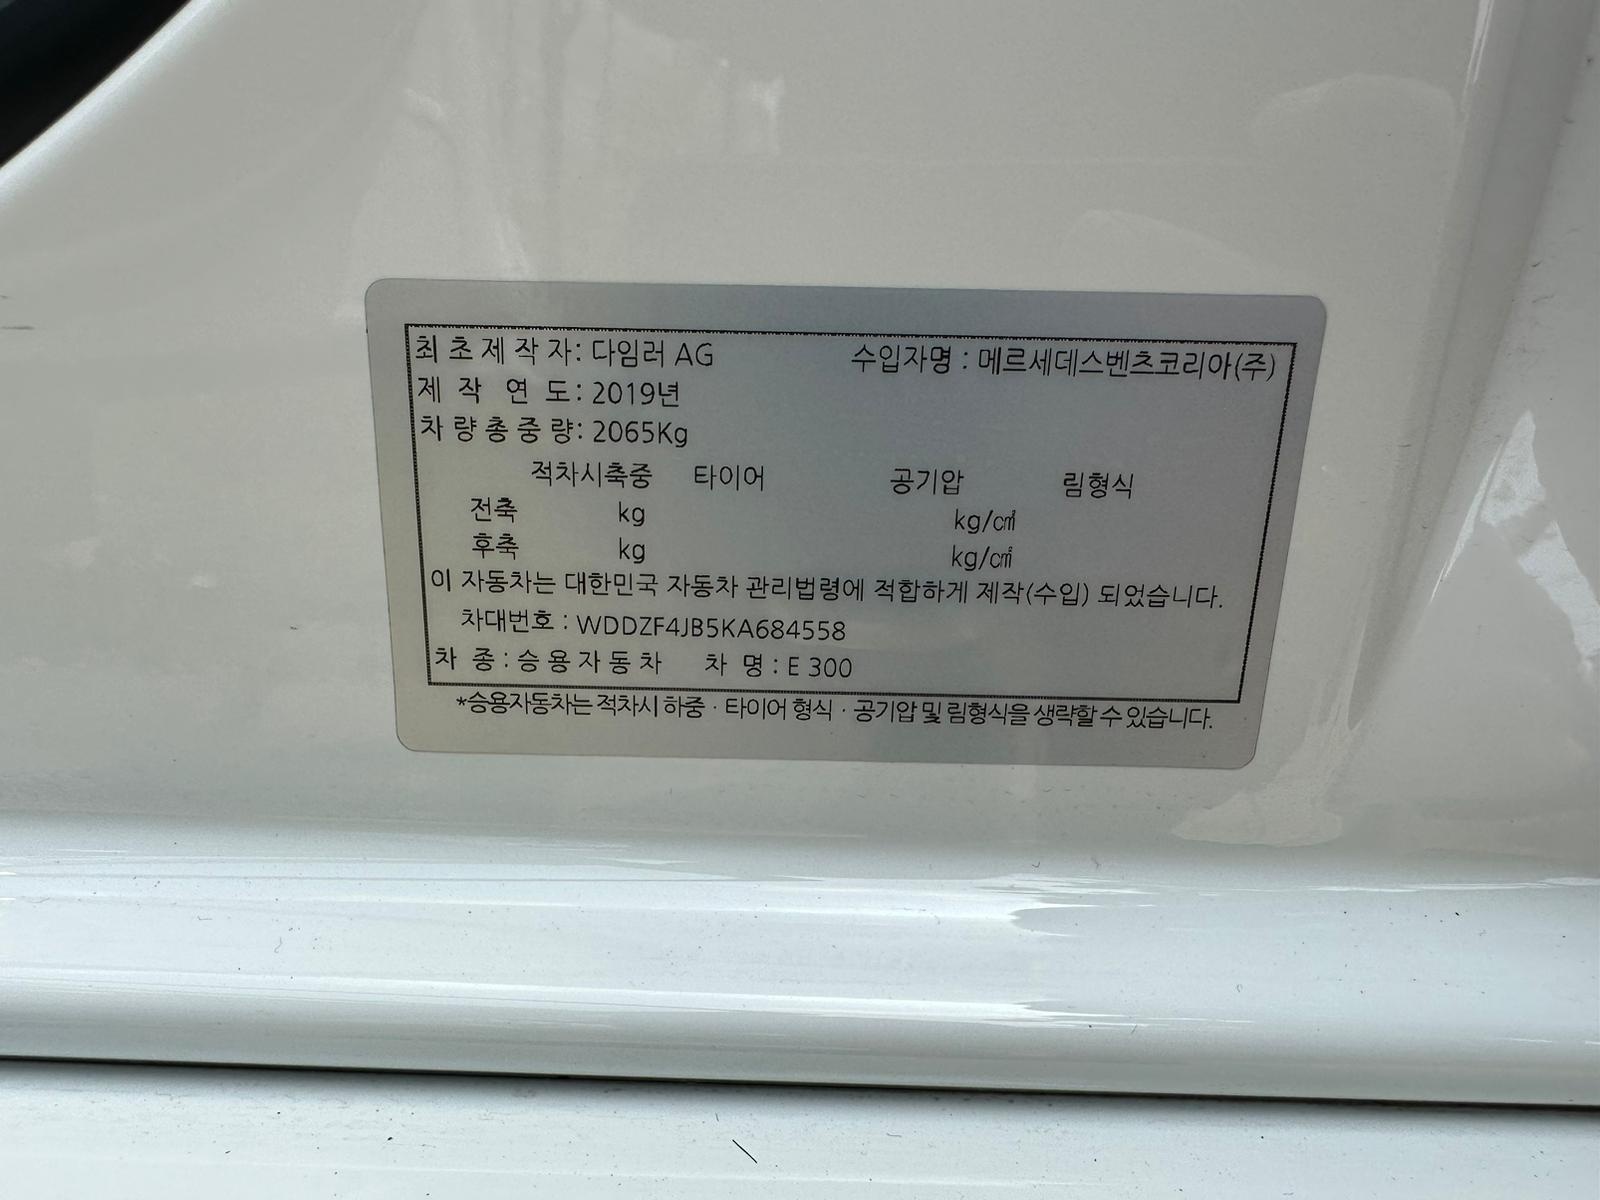 최초제작자: 다임러 AG 수입자명 : 메르세데스벤츠코리아(주)
제 작 연 도: 2019년
차량총중량: 2065Kg
적차시축중 타이어 공기압 림형식
전축 kg kg/㎠
후축 kg kg/㎠
이 자동차는 대한민국 자동차 관리법령에 적합하게 제작(수입) 되었습니다.
차대번호 : WDDZF4JB5KA684558
차 종 : 승용자동차 차 명 : E 300
*승용자동차는 적차시 하중 · 타이어 형식 · 공기압 및 림형식을 생략할 수 있습니다.